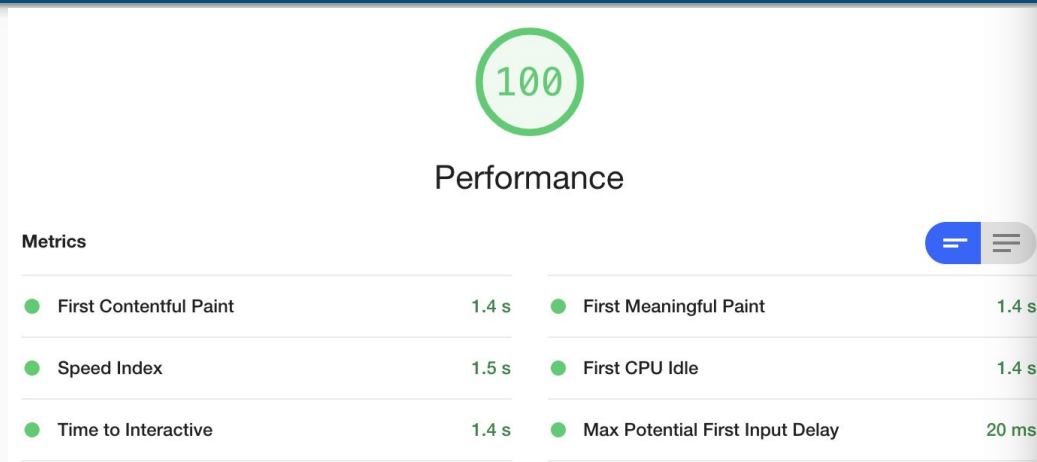 100
Performance
Metrics
First Contentful Paint 1.4 s
First Meaningful Paint 1.4 s
Speed Index 1.5 s
First CPU Idle 1.4 s
Time to Interactive 1.4 s
Max Potential First Input Delay 20 ms